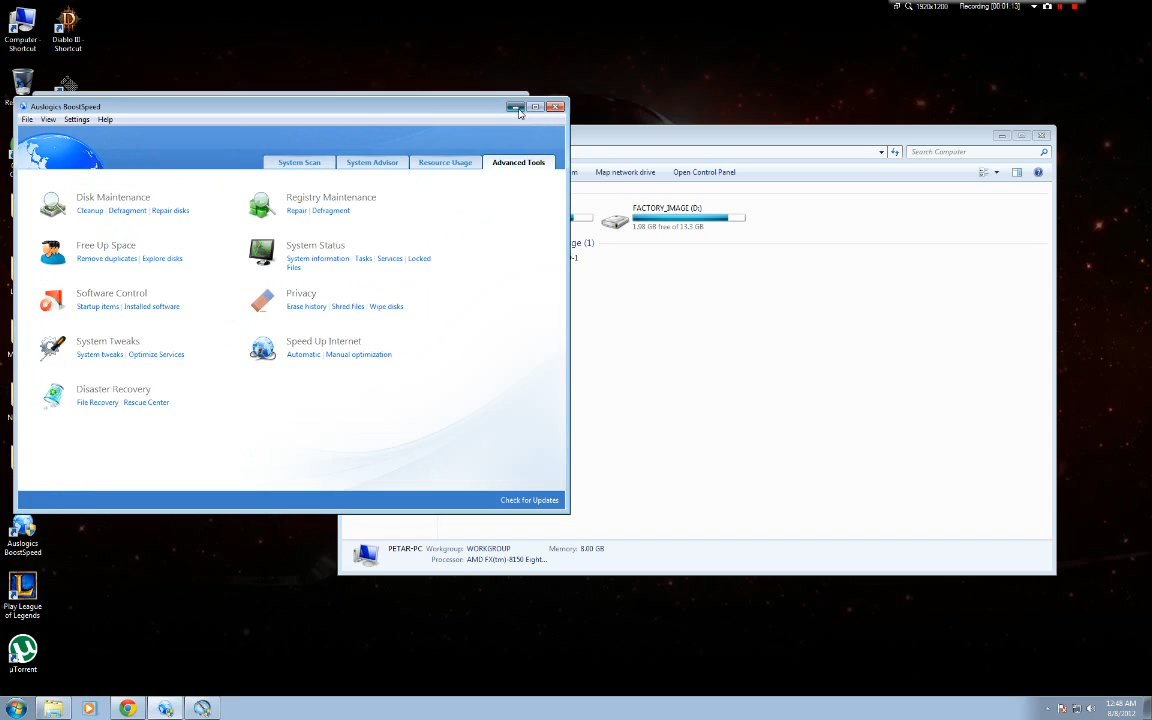 1920x1200 Recording [00:01:13]
Computer - Shortcut
Diablo III - Shortcut
Auslogics BoostSpeed
File View Settings Help
System Scan System Advisor Resource Usage Advanced Tools
Disk Maintenance
Cleanup | Defragment | Repair disks
Registry Maintenance
Repair | Defragment
Free Up Space
Remove duplicates | Explore disks
System Status
System information | Tasks | Services | Locked
Files
Software Control
Startup items | Installed software
Privacy
Erase history | Shred files | Wipe disks
System Tweaks
System tweaks | Optimize Services
Speed Up Internet
Automatic | Manual optimization
Disaster Recovery
File Recovery | Rescue Center
Check for Updates
Search Computer
Map network drive Open Control Panel
FACTORY_IMAGE (D:)
1.98 GB free of 13.3 GB
(1)
PETAR-PC Workgroup: WORKGROUP Memory: 8.00 GB
Processor: AMD FX(tm)-8150 Eight...
Auslogics
BoostSpeed
Play League
of Legends
µTorrent
12:48 AM
8/8/2012